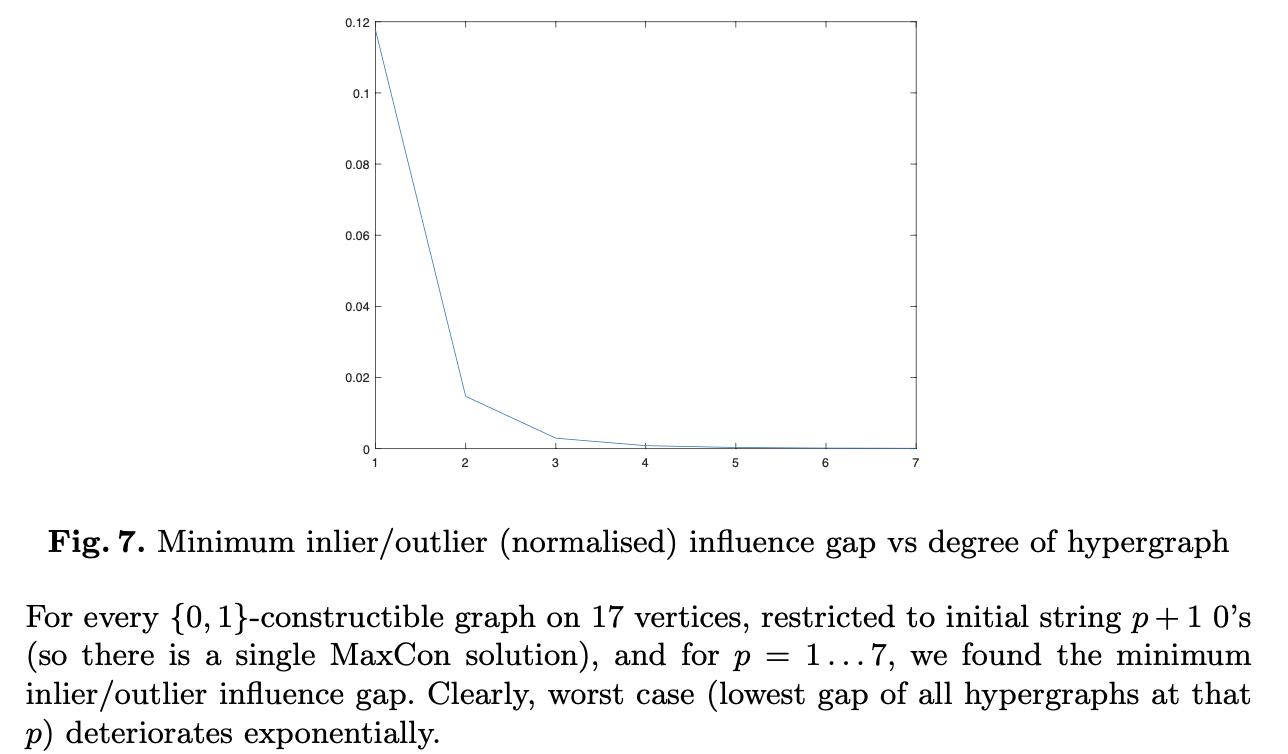 0.12
0.1
0.08
0.06
0.04
0.02
0
1 2 3 4 5 6 7
Fig. 7. Minimum inlier/outlier (normalised) influence gap vs degree of hypergraph
For every {0, 1}-constructible graph on 17 vertices, restricted to initial string p + 1 0's
(so there is a single MaxCon solution), and for p = 1 . . . 7, we found the minimum
inlier/outlier influence gap. Clearly, worst case (lowest gap of all hypergraphs at that
p) deteriorates exponentially.